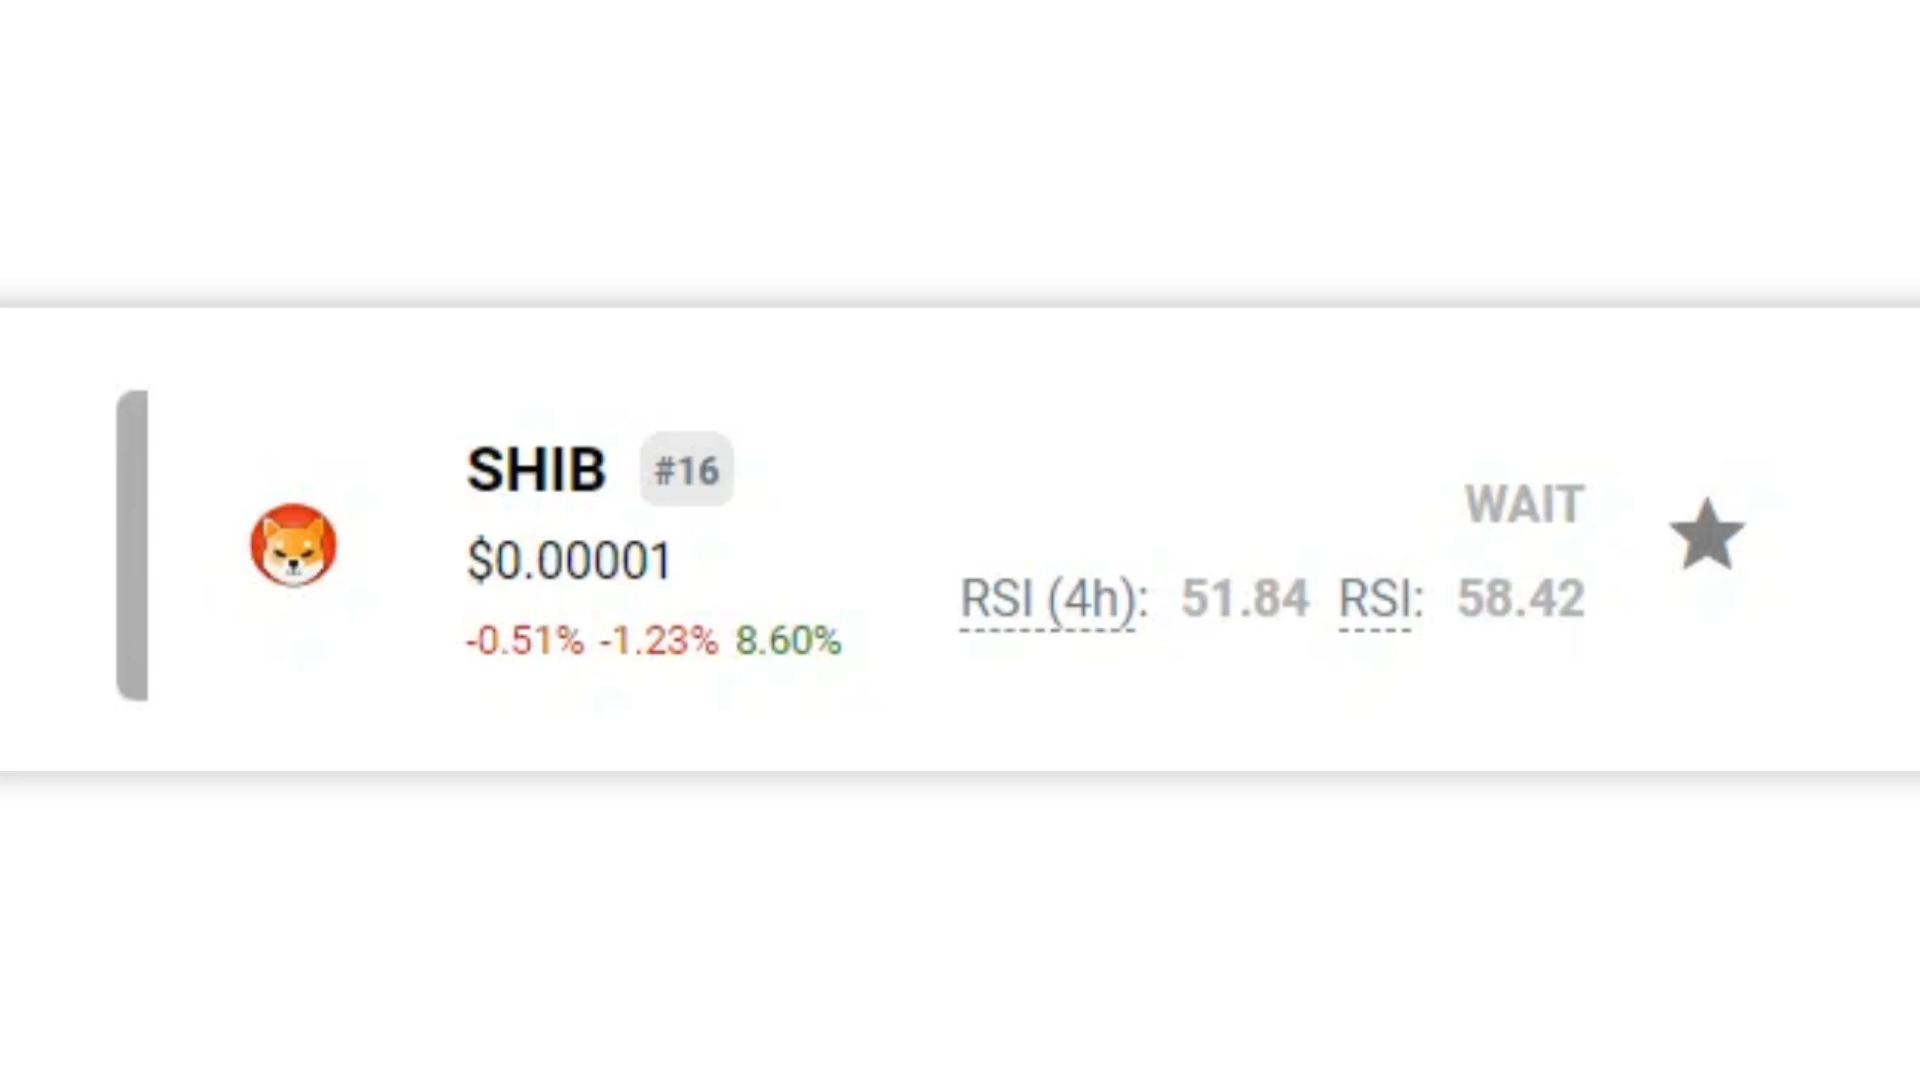 SHIB #16
$0.00001
-0.51% -1.23% 8.60%
WAIT
RSI (4h): 51.84 RSI: 58.42